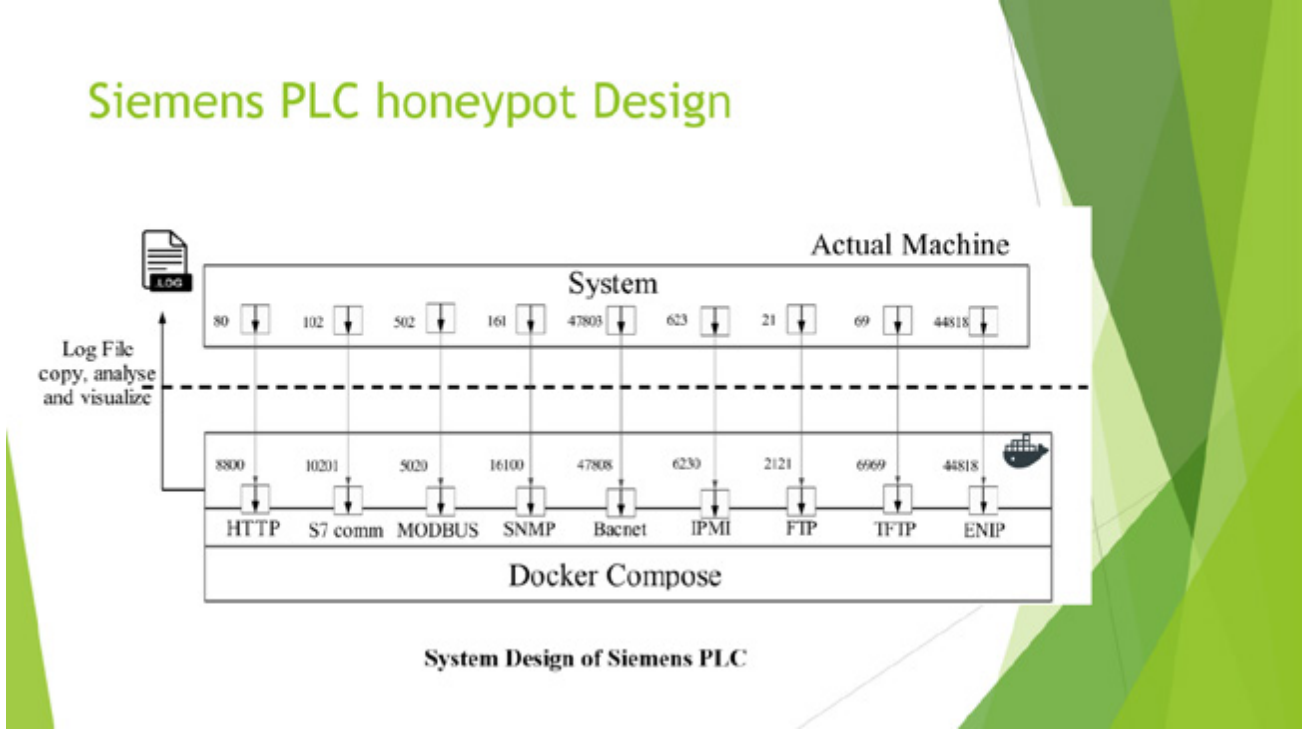 Siemens PLC honeypot Design
Actual Machine
.LOG
System
80 102 502 161 47803 623 21 69 44818
Log File
copy, analyse
and visualize
8800 10201 5020 16100 47808 6230 2121 6969 44818
HTTP S7 comm MODBUS SNMP Bacnet IPMI FTP TFTP ENIP
Docker Compose
System Design of Siemens PLC